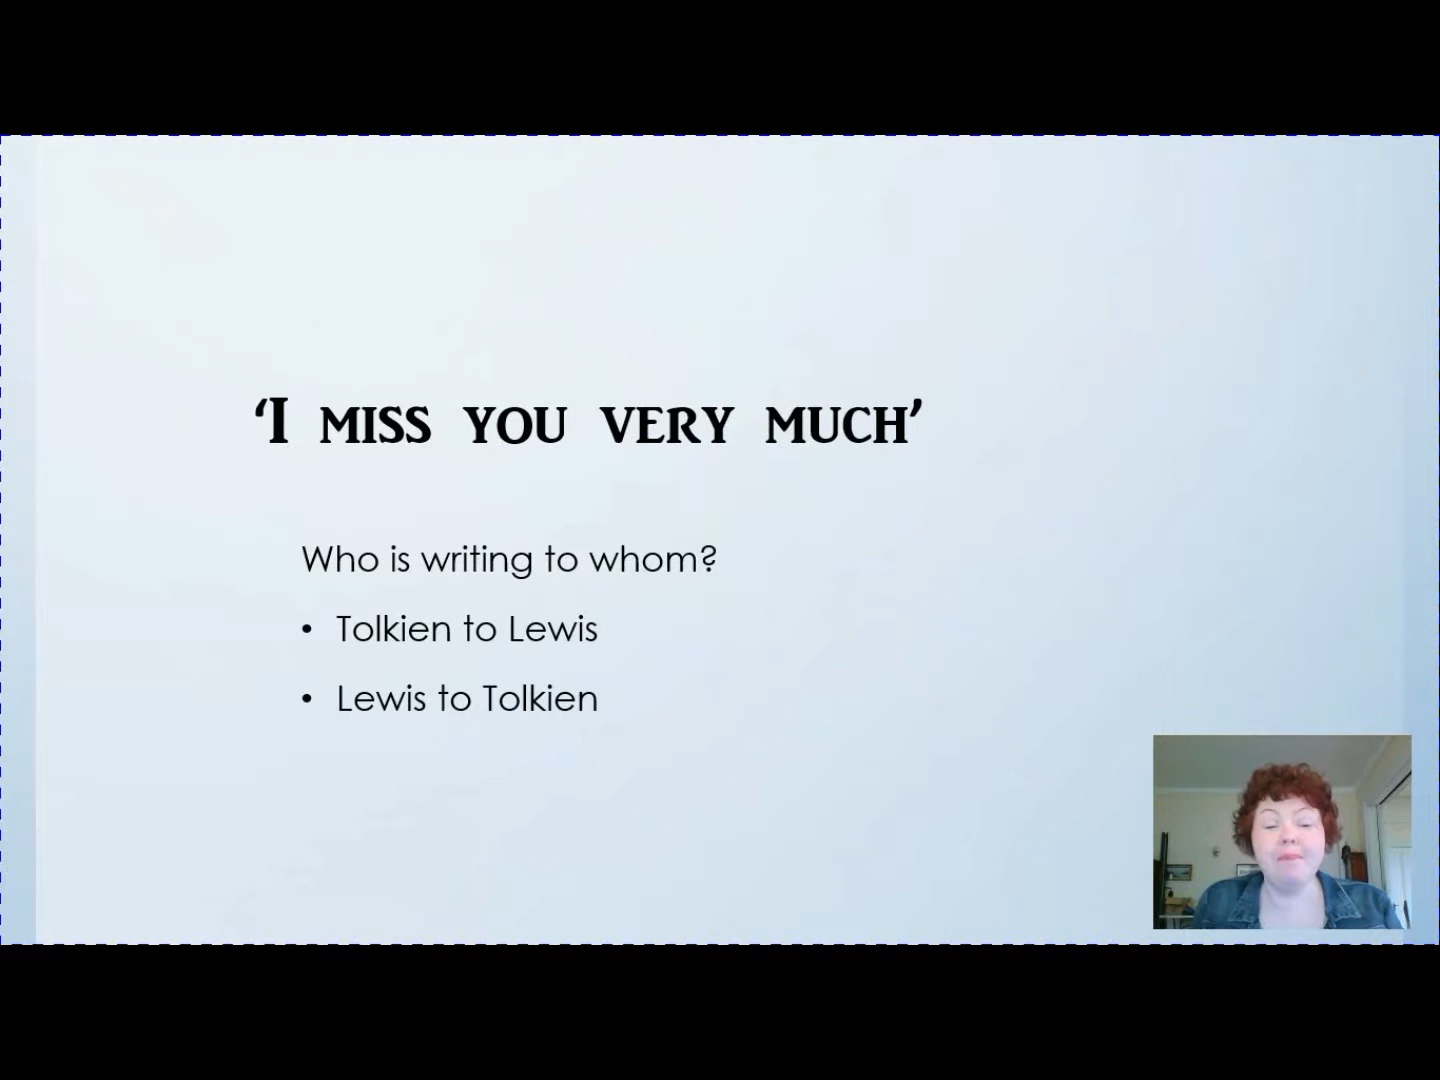 ‘I miss you very much’
Who is writing to whom?
• Tolkien to Lewis
• Lewis to Tolkien